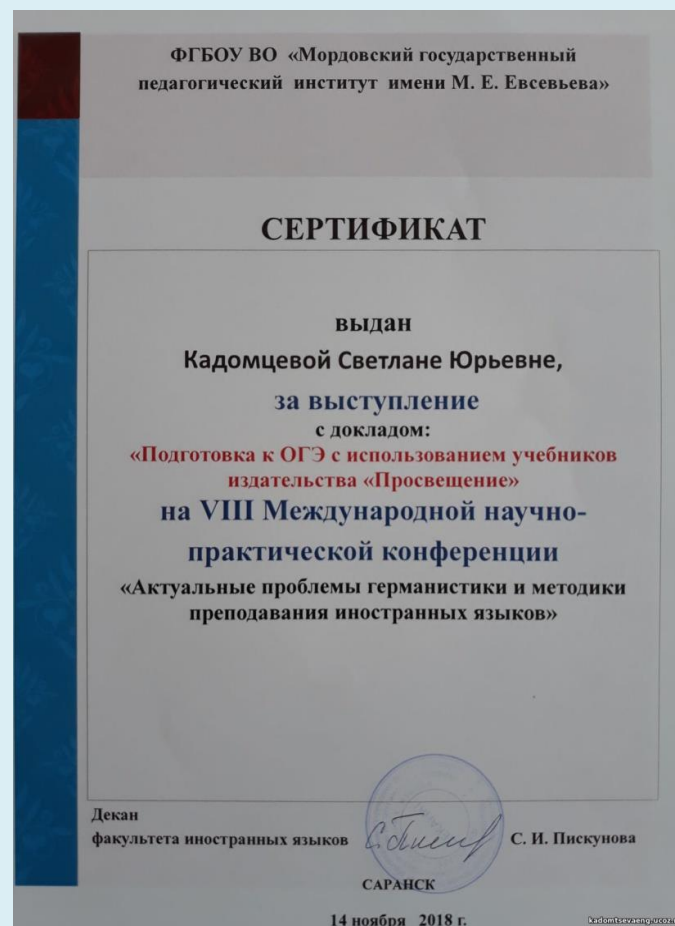 ФГБОУ ВО «Мордовский государственный
педагогический институт имени М. Е. Евсевьева»
СЕРТИФИКАТ
выдан
Кадомцевой Светлане Юрьевне,
за выступление
с докладом:
«Подготовка к ОГЭ с использованием учебников
издательства «Просвещение»
на VIII Международной научно-
практической конференции
«Актуальные проблемы германистики и методики
преподавания иностранных языков»
Декан
факультета иностранных языков С. И. Пискунова
САРАНСК
14 ноября 2018 г.